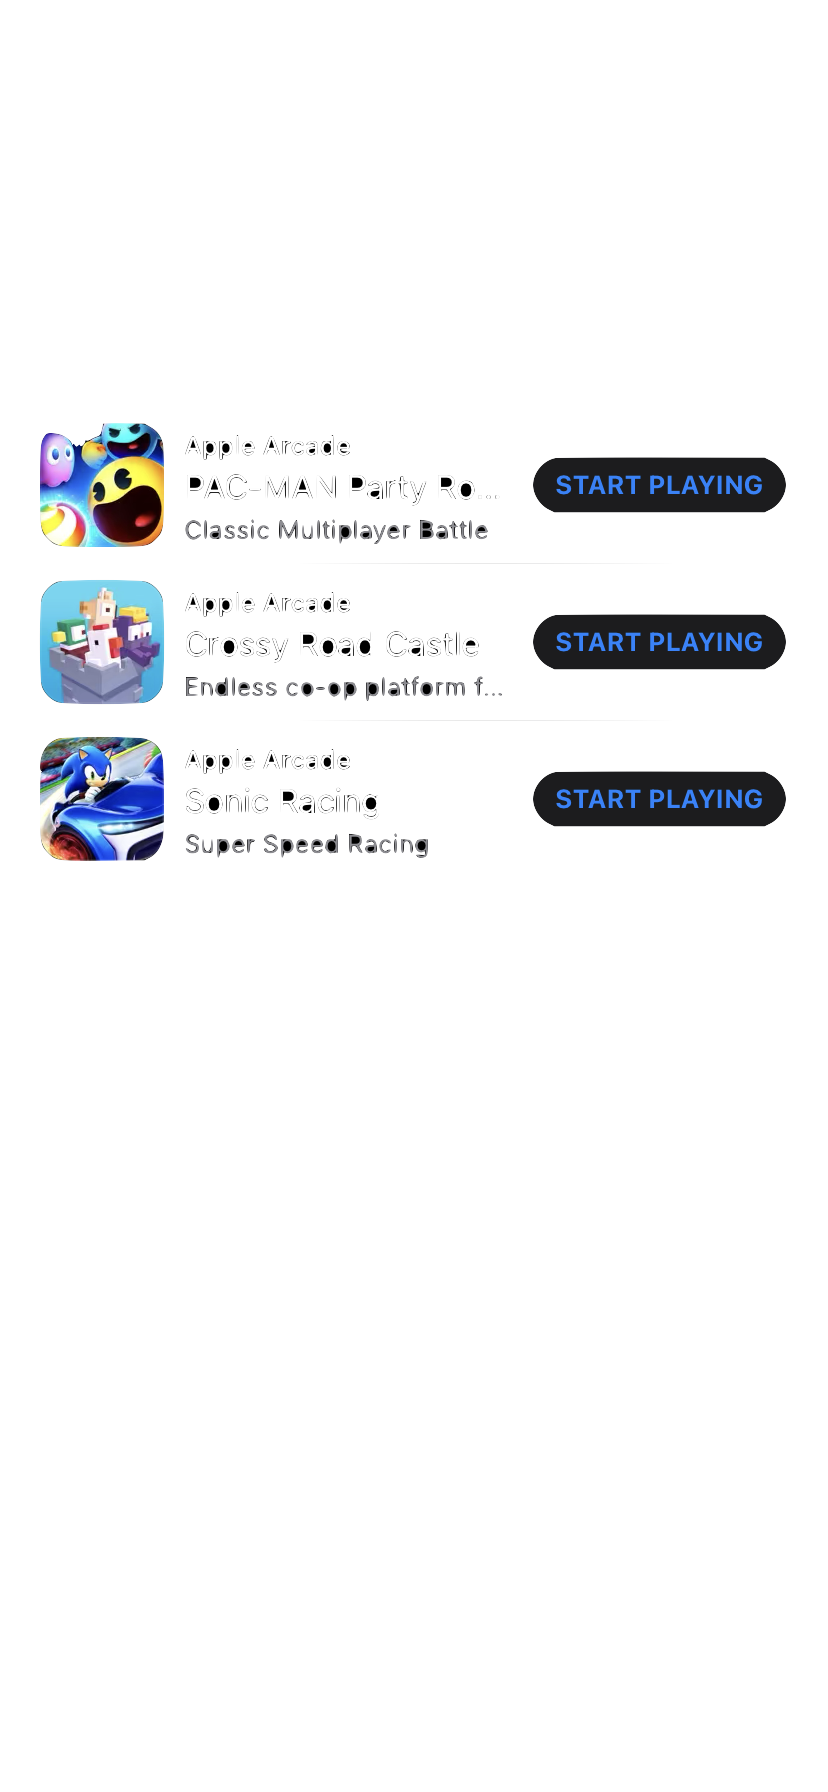 Apple Arcade
PAC-MAN Party Ro...
Classic Multiplayer Battle
START PLAYING
Apple Arcade
Crossy Road Castle
Endless co-op platform f...
START PLAYING
Apple Arcade
Sonic Racing
Super Speed Racing
START PLAYING